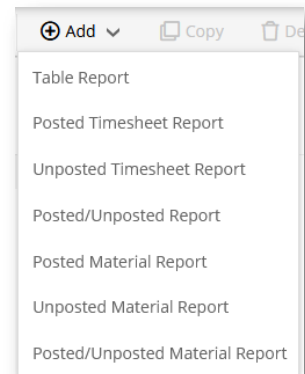 Add Copy De
Table Report
Posted Timesheet Report
Unposted Timesheet Report
Posted/Unposted Report
Posted Material Report
Unposted Material Report
Posted/Unposted Material Report